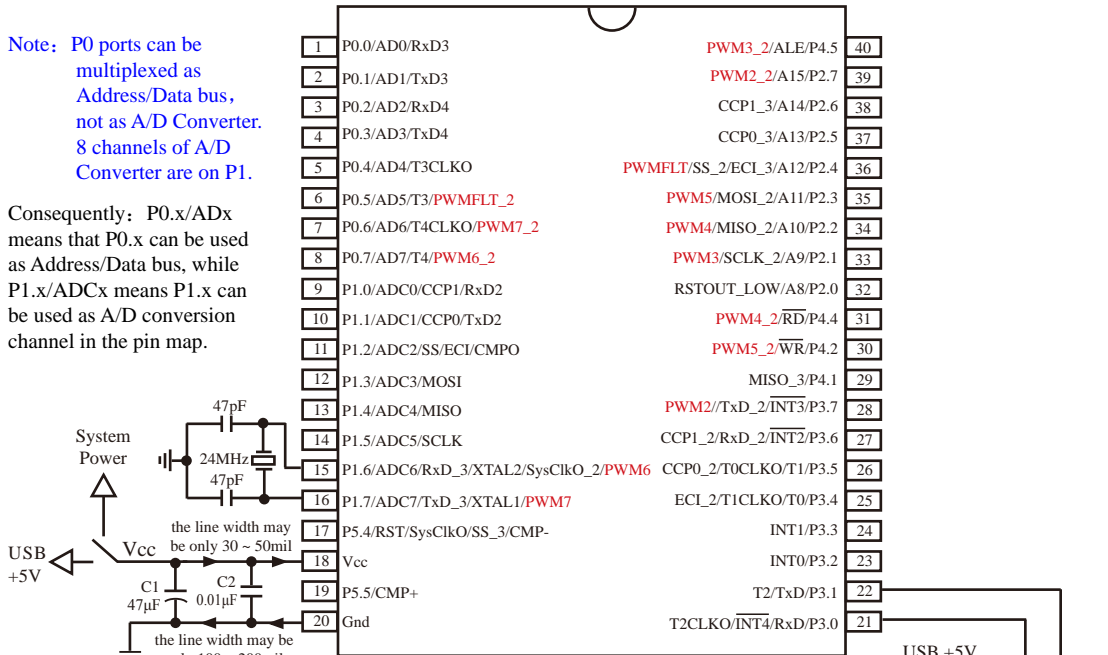 Note：P0 ports can be
multiplexed as
Address/Data bus，
not as A/D Converter.
8 channels of A/D
Converter are on P1.
Consequently：P0.x/ADx
means that P0.x can be used
as Address/Data bus, while
P1.x/ADCx means P1.x can
be used as A/D conversion
channel in the pin map.
1 P0.0/AD0/RxD3
2 P0.1/AD1/TxD3
3 P0.2/AD2/RxD4
4 P0.3/AD3/TxD4
5 P0.4/AD4/T3CLKO
6 P0.5/AD5/T3/PWMFLT_2
7 P0.6/AD6/T4CLKO/PWM7_2
8 P0.7/AD7/T4/PWM6_2
9 P1.0/ADC0/CCP1/RxD2
10 P1.1/ADC1/CCP0/TxD2
11 P1.2/ADC2/SS/ECI/CMPO
12 P1.3/ADC3/MOSI
13 P1.4/ADC4/MISO
14 P1.5/ADC5/SCLK
15 P1.6/ADC6/RxD_3/XTAL2/SysClkO_2/PWM6
16 P1.7/ADC7/TxD_3/XTAL1/PWM7
17 P5.4/RST/SysClkO/SS_3/CMP-
18 Vcc
19 P5.5/CMP+
20 Gnd
PWM3_2/ALE/P4.5 40
PWM2_2/A15/P2.7 39
CCP1_3/A14/P2.6 38
CCP0_3/A13/P2.5 37
PWMFLT/SS_2/ECI_3/A12/P2.4 36
PWM5/MOSI_2/A11/P2.3 35
PWM4/MISO_2/A10/P2.2 34
PWM3/SCLK_2/A9/P2.1 33
RSTOUT_LOW/A8/P2.0 32
PWM4_2/RD/P4.4 31
PWM5_2/WR/P4.2 30
MISO_3/P4.1 29
PWM2//TxD_2/INT3/P3.7 28
CCP1_2/RxD_2/INT2/P3.6 27
CCP0_2/T0CLKO/T1/P3.5 26
ECI_2/T1CLKO/T0/P3.4 25
INT1/P3.3 24
INT0/P3.2 23
T2/TxD/P3.1 22
T2CLKO/INT4/RxD/P3.0 21
47pF
24MHz
47pF
System
Power
USB
+5V
Vcc
the line width may
be only 30 ~ 50mil
C1
47μF
C2
0.01μF
the line width may be
USB +5V